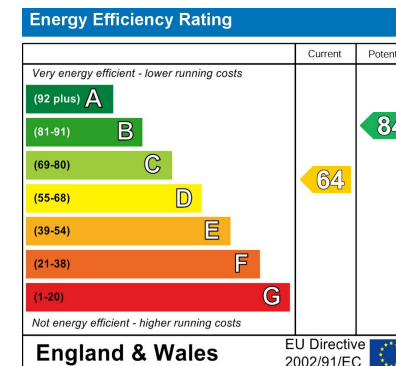 Energy Efficiency Rating
Current Potent
Very energy efficient - lower running costs
(92 plus) A
(81-91) B
84
(69-80) C
64
(55-68) D
(39-54) E
(21-38) F
(1-20) G
Not energy efficient - higher running costs
England & Wales
EU Directive
2002/91/EC